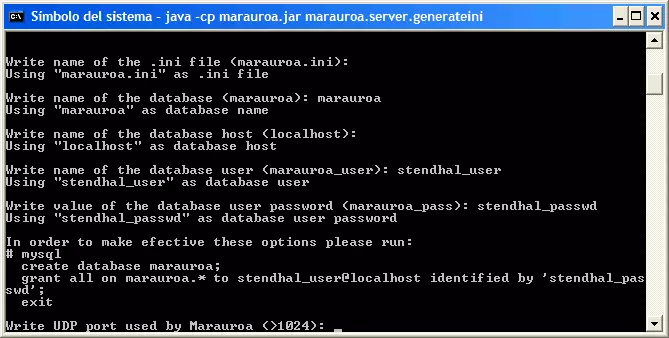 Símbolo del sistema - java -cp marauroa.jar marauroa.server.generateini
Write name of the .ini file (marauroa.ini):
Using "marauroa.ini" as .ini file
Write name of the database (marauroa): marauroa
Using "marauroa" as database name
Write name of the database host (localhost):
Using "localhost" as database host
Write name of the database user (marauroa_user): stendhal_user
Using "stendhal_user" as database user
Write value of the database user password (marauroa_pass): stendhal_passwd
Using "stendhal_passwd" as database user password
In order to make efective these options please run:
# mysql
  create database marauroa;
  grant all on marauroa.* to stendhal_user@localhost identified by 'stendhal_pas
swd';
  exit
Write UDP port used by Marauroa (>1024): _